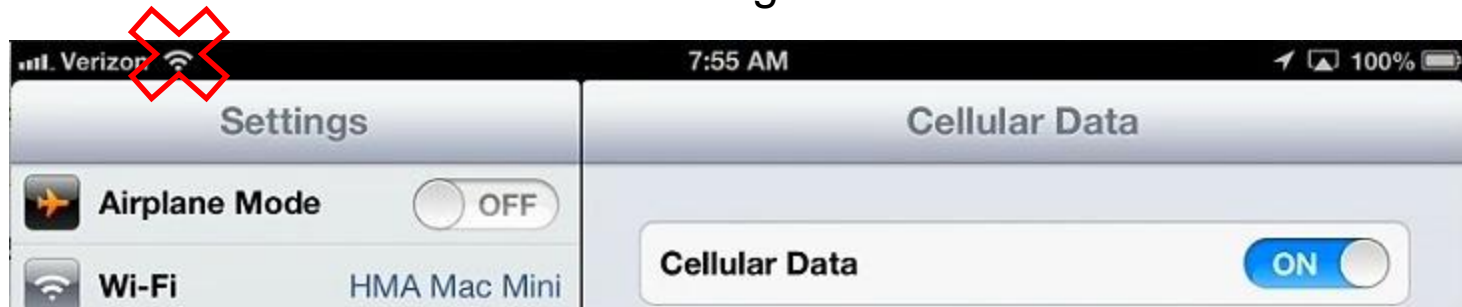 Verizon 7:55 AM 100%
Settings Cellular Data
Airplane Mode OFF
Cellular Data ON
Wi-Fi HMA Mac Mini